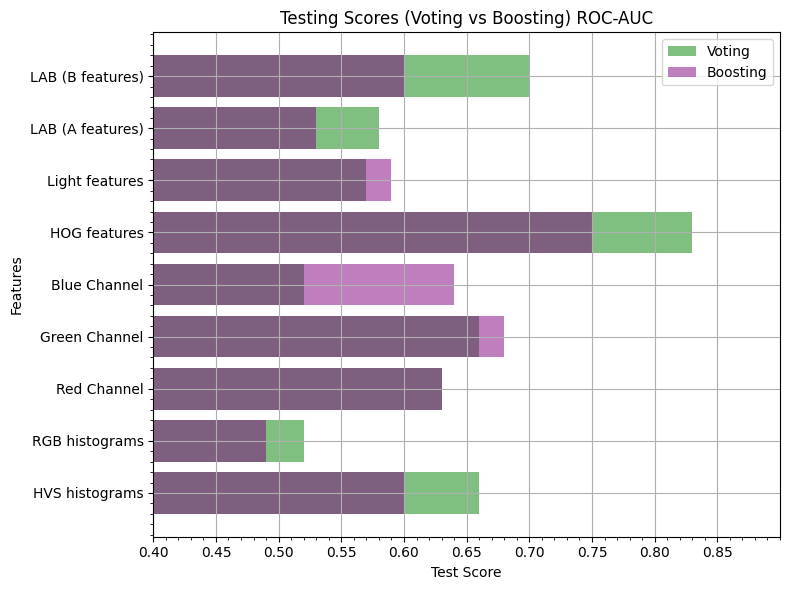 Testing Scores (Voting vs Boosting) ROC-AUC
Voting
Boosting
Features
LAB (B features)
LAB (A features)
Light features
HOG features
Blue Channel
Green Channel
Red Channel
RGB histograms
HVS histograms
0.40 0.45 0.50 0.55 0.60 0.65 0.70 0.75 0.80 0.85
Test Score